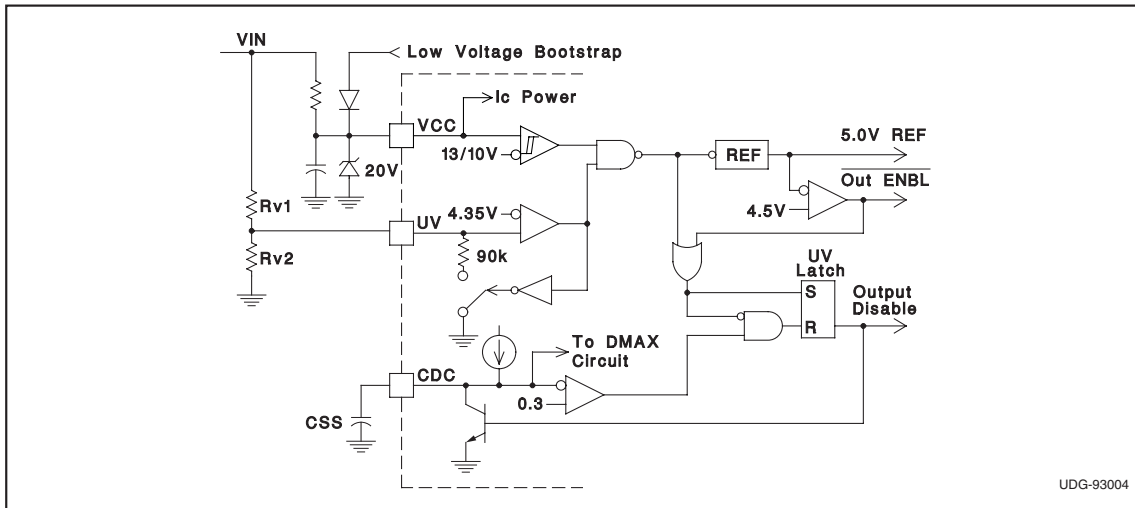 VIN
Low Voltage Bootstrap
Ic Power
VCC
13/10V
20V
REF
5.0V REF
Out ENBL
4.5V
Rv1
4.35V
UV
90k
Rv2
UV
Latch
S
R
Output
Disable
To DMAX
Circuit
CDC
0.3
CSS
UDG-93004